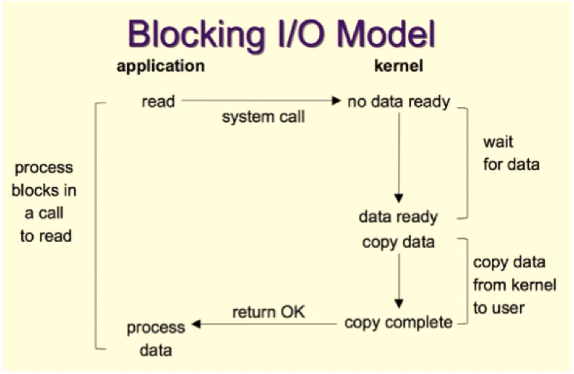 Blocking I/O Model
application
kernel
read
system call
no data ready
wait
for data
process
blocks in
a call
to read
data ready
copy data
copy data
from kernel
to user
return OK
copy complete
process
data